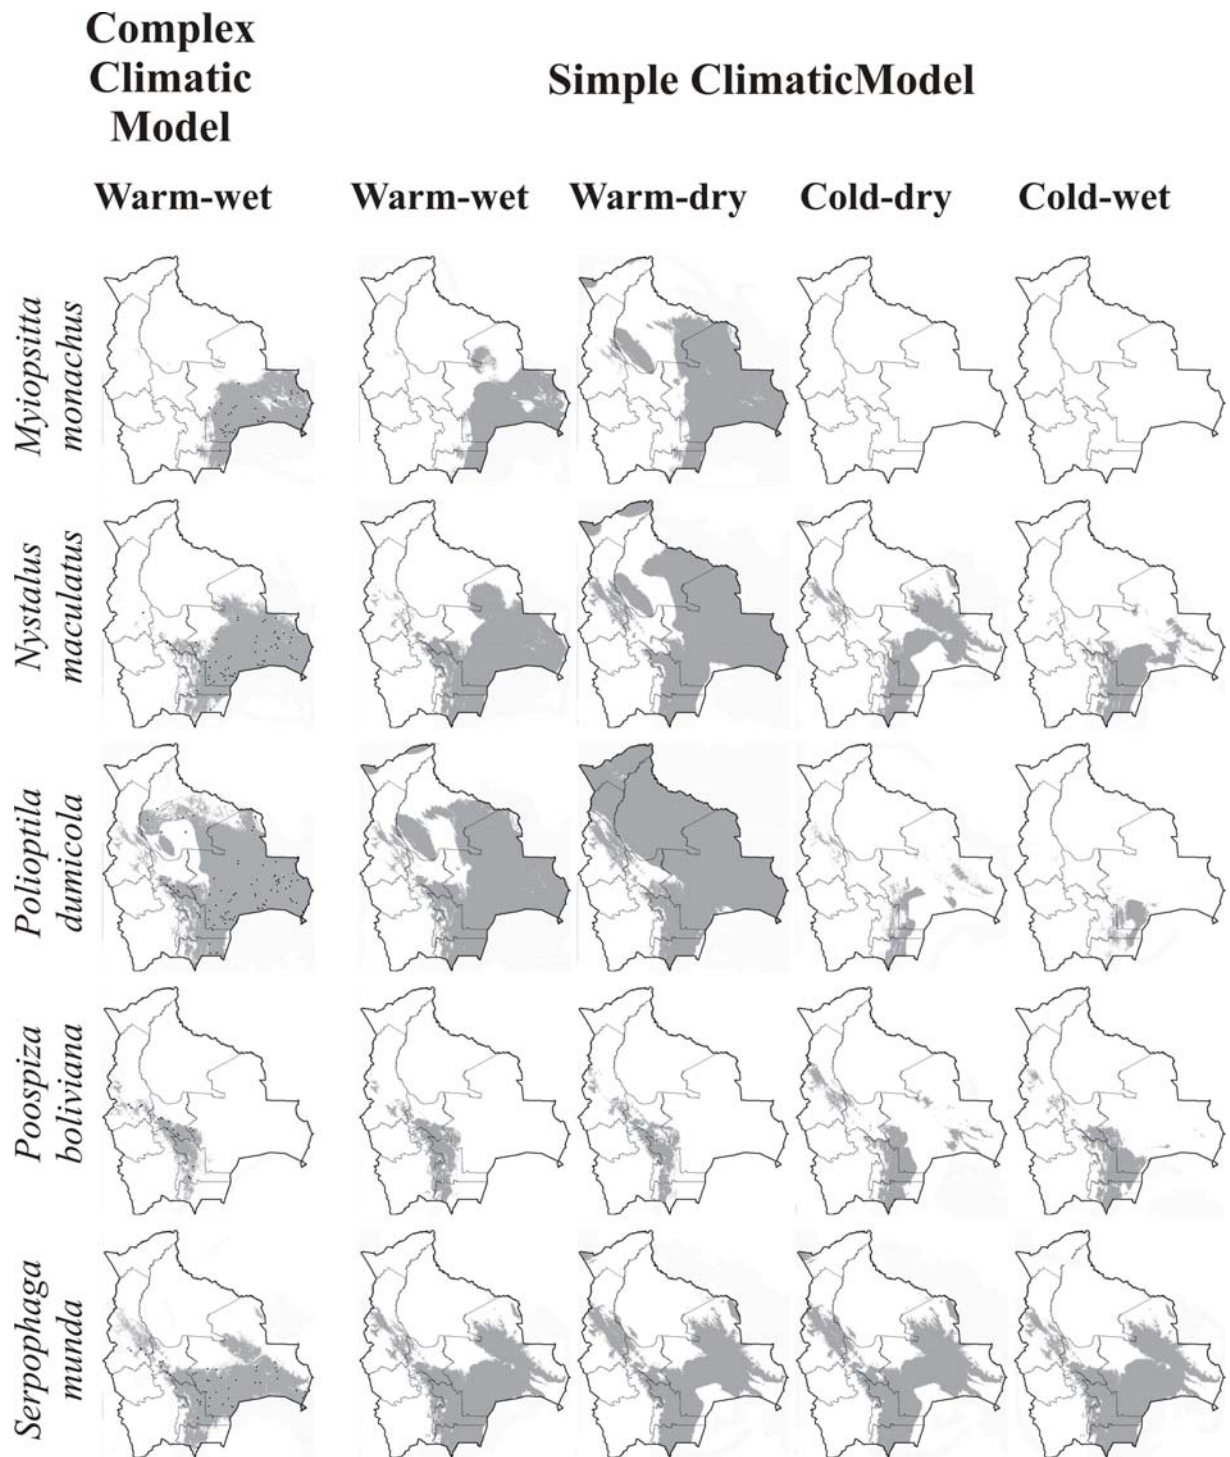 Complex
Climatic
Model
Simple ClimaticModel
Warm-wet
Warm-wet
Warm-dry
Cold-dry
Cold-wet
Myiopsitta
monachus
Nystalus
maculatus
Polioptila
dumicola
Poospiza
boliviana
Serpophaga
munda